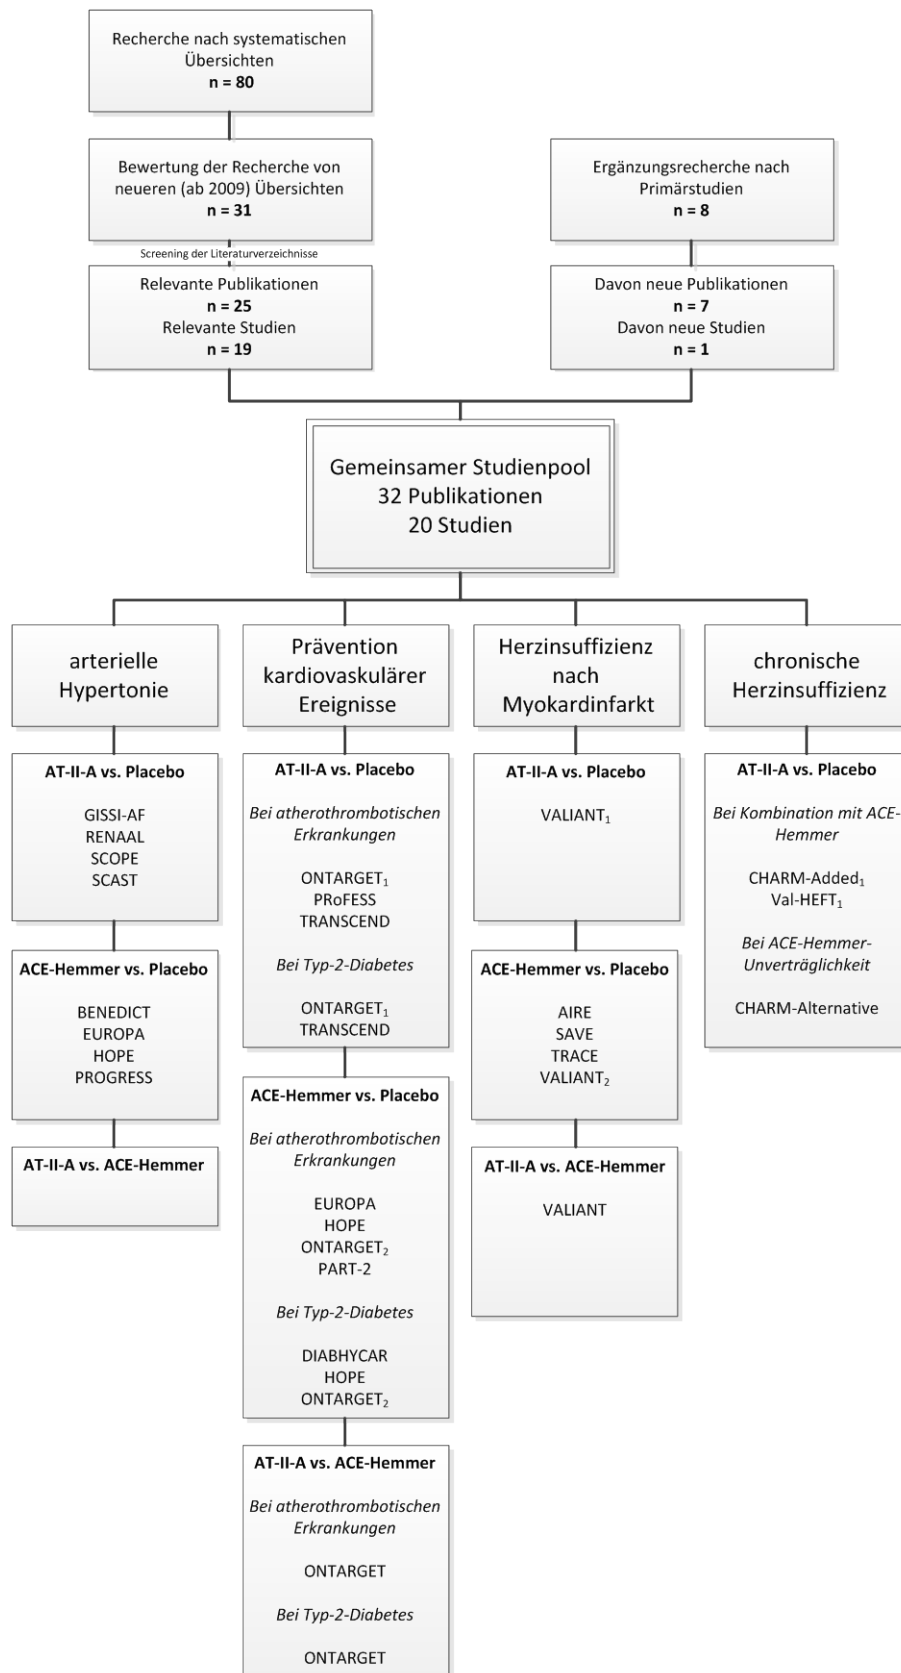 Recherche nach systematischen
Übersichten
n = 80
Bewertung der Recherche von
neueren (ab 2009) Übersichten
n = 31
Screening der Literaturverzeichnisse
Relevante Publikationen
n = 25
Relevante Studien
n = 19
Ergänzungsrecherche nach
Primärstudien
n = 8
Davon neue Publikationen
n = 7
Davon neue Studien
n = 1
Gemeinsamer Studienpool
32 Publikationen
20 Studien
arterielle
Hypertonie
AT-II-A vs. Placebo
GISSI-AF
RENAAL
SCOPE
SCAST
ACE-Hemmer vs. Placebo
BENEDICT
EUROPA
HOPE
PROGRESS
AT-II-A vs. ACE-Hemmer
Prävention
kardiovaskulärer
Ereignisse
AT-II-A vs. Placebo
Bei atherothrombotischen
Erkrankungen
ONTARGET₁
PRoFESS
TRANSCEND
Bei Typ-2-Diabetes
ONTARGET₁
TRANSCEND
ACE-Hemmer vs. Placebo
Bei atherothrombotischen
Erkrankungen
EUROPA
HOPE
ONTARGET₂
PART-2
Bei Typ-2-Diabetes
DIABHYCAR
HOPE
ONTARGET₂
AT-II-A vs. ACE-Hemmer
Bei atherothrombotischen
Erkrankungen
ONTARGET
Bei Typ-2-Diabetes
ONTARGET
Herzinsuffizienz
nach
Myokardinfarkt
AT-II-A vs. Placebo
VALIANT₁
ACE-Hemmer vs. Placebo
AIRE
SAVE
TRACE
VALIANT₂
AT-II-A vs. ACE-Hemmer
VALIANT
chronische
Herzinsuffizienz
AT-II-A vs. Placebo
Bei Kombination mit ACE-
Hemmer
CHARM-Added₁
Val-HEFT₁
Bei ACE-Hemmer-
Unverträglichkeit
CHARM-Alternative